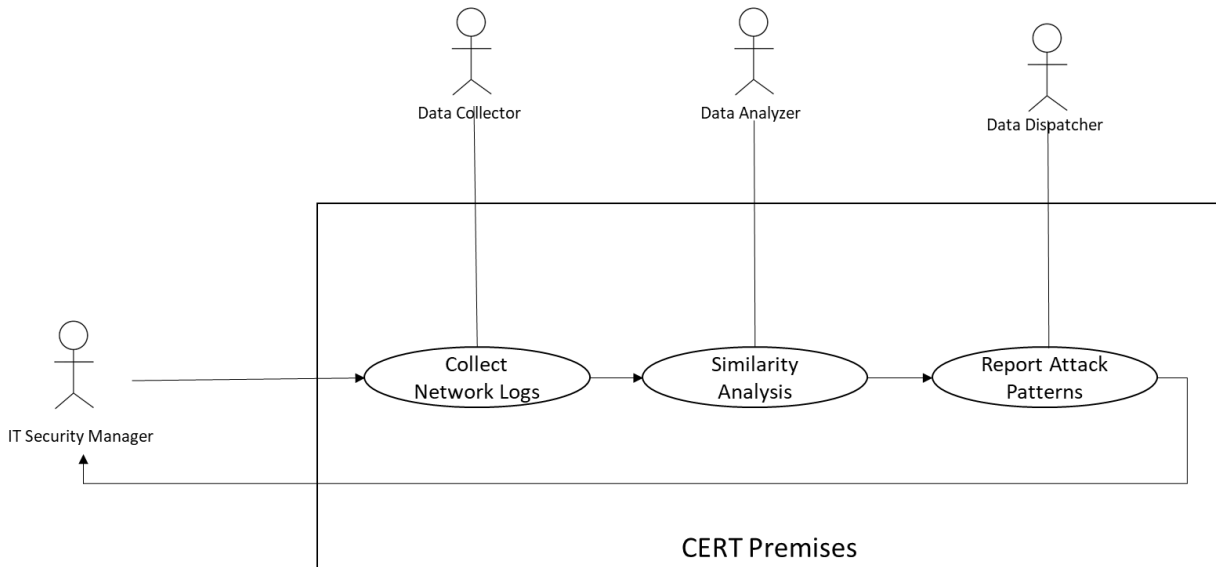 Data Collector
Data Analyzer
Data Dispatcher
Collect
Network Logs
Similarity
Analysis
Report Attack
Patterns
IT Security Manager
CERT Premises